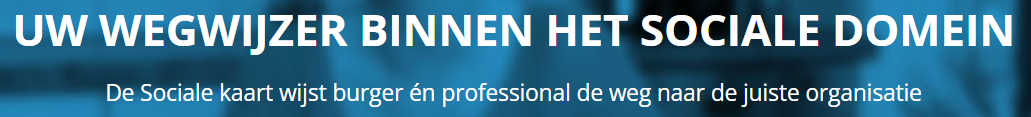 UW WEGWIJZER BINNEN HET SOCIALE DOMEIN
De Sociale kaart wijst burger én professional de weg naar de juiste organisatie